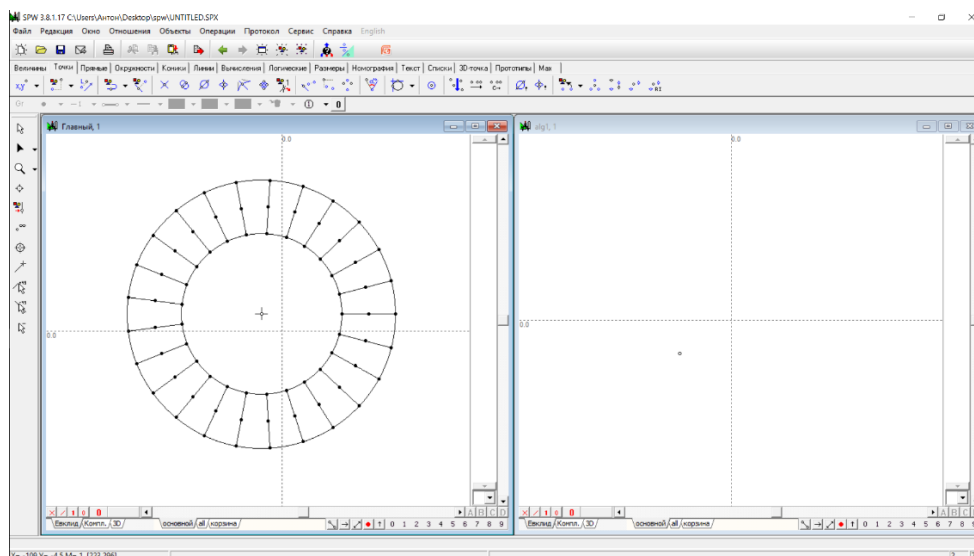 SPW 3.8.1.17 C:\Users\Антон\Desktop\spw\UNTITLED.SPX
Файл Редакция Окно Отношения Объекты Операции Протокол Сервис Справка English
Величины Точки Прямые Окружности Коники Линии Вычисления Логические Размеры Номография Текст Списки 3D-точка Прототипы Мак
Главный, 1
alg1, 1
0.0
0.0
0.0
0.0
A B C D
A B C
Евклид Компл. 3D основной all корзина 0 1 2 3 4 5 6 7 8 9
Евклид Компл. 3D основной all корзина 0 1 2 3 4 5 6 7 8 9